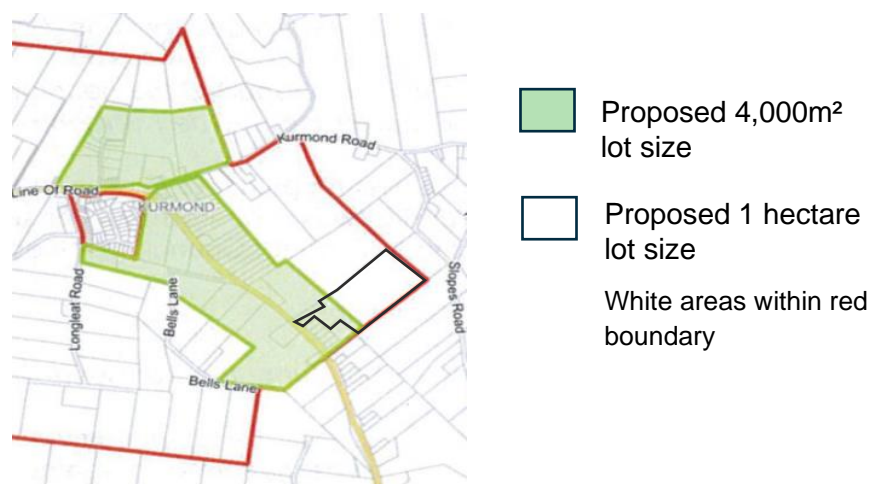 Kurmond Road
Line Of Road
KURMOND
Longleat Road
Bells Lane
Slopes Road
Bells Lane
Proposed 4,000m²
lot size
Proposed 1 hectare
lot size
White areas within red
boundary